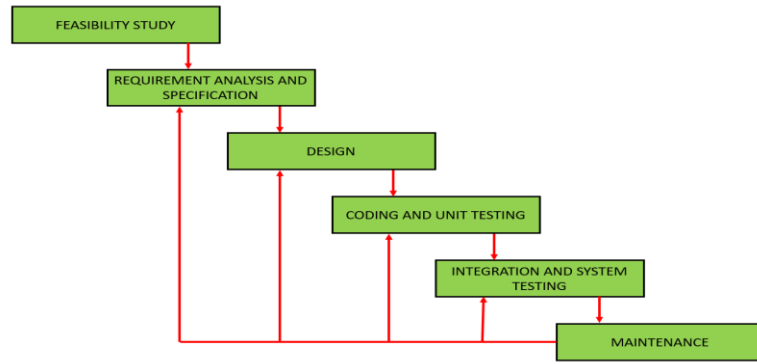 FEASIBILITY STUDY
REQUIREMENT ANALYSIS AND
SPECIFICATION
DESIGN
CODING AND UNIT TESTING
INTEGRATION AND SYSTEM
TESTING
MAINTENANCE